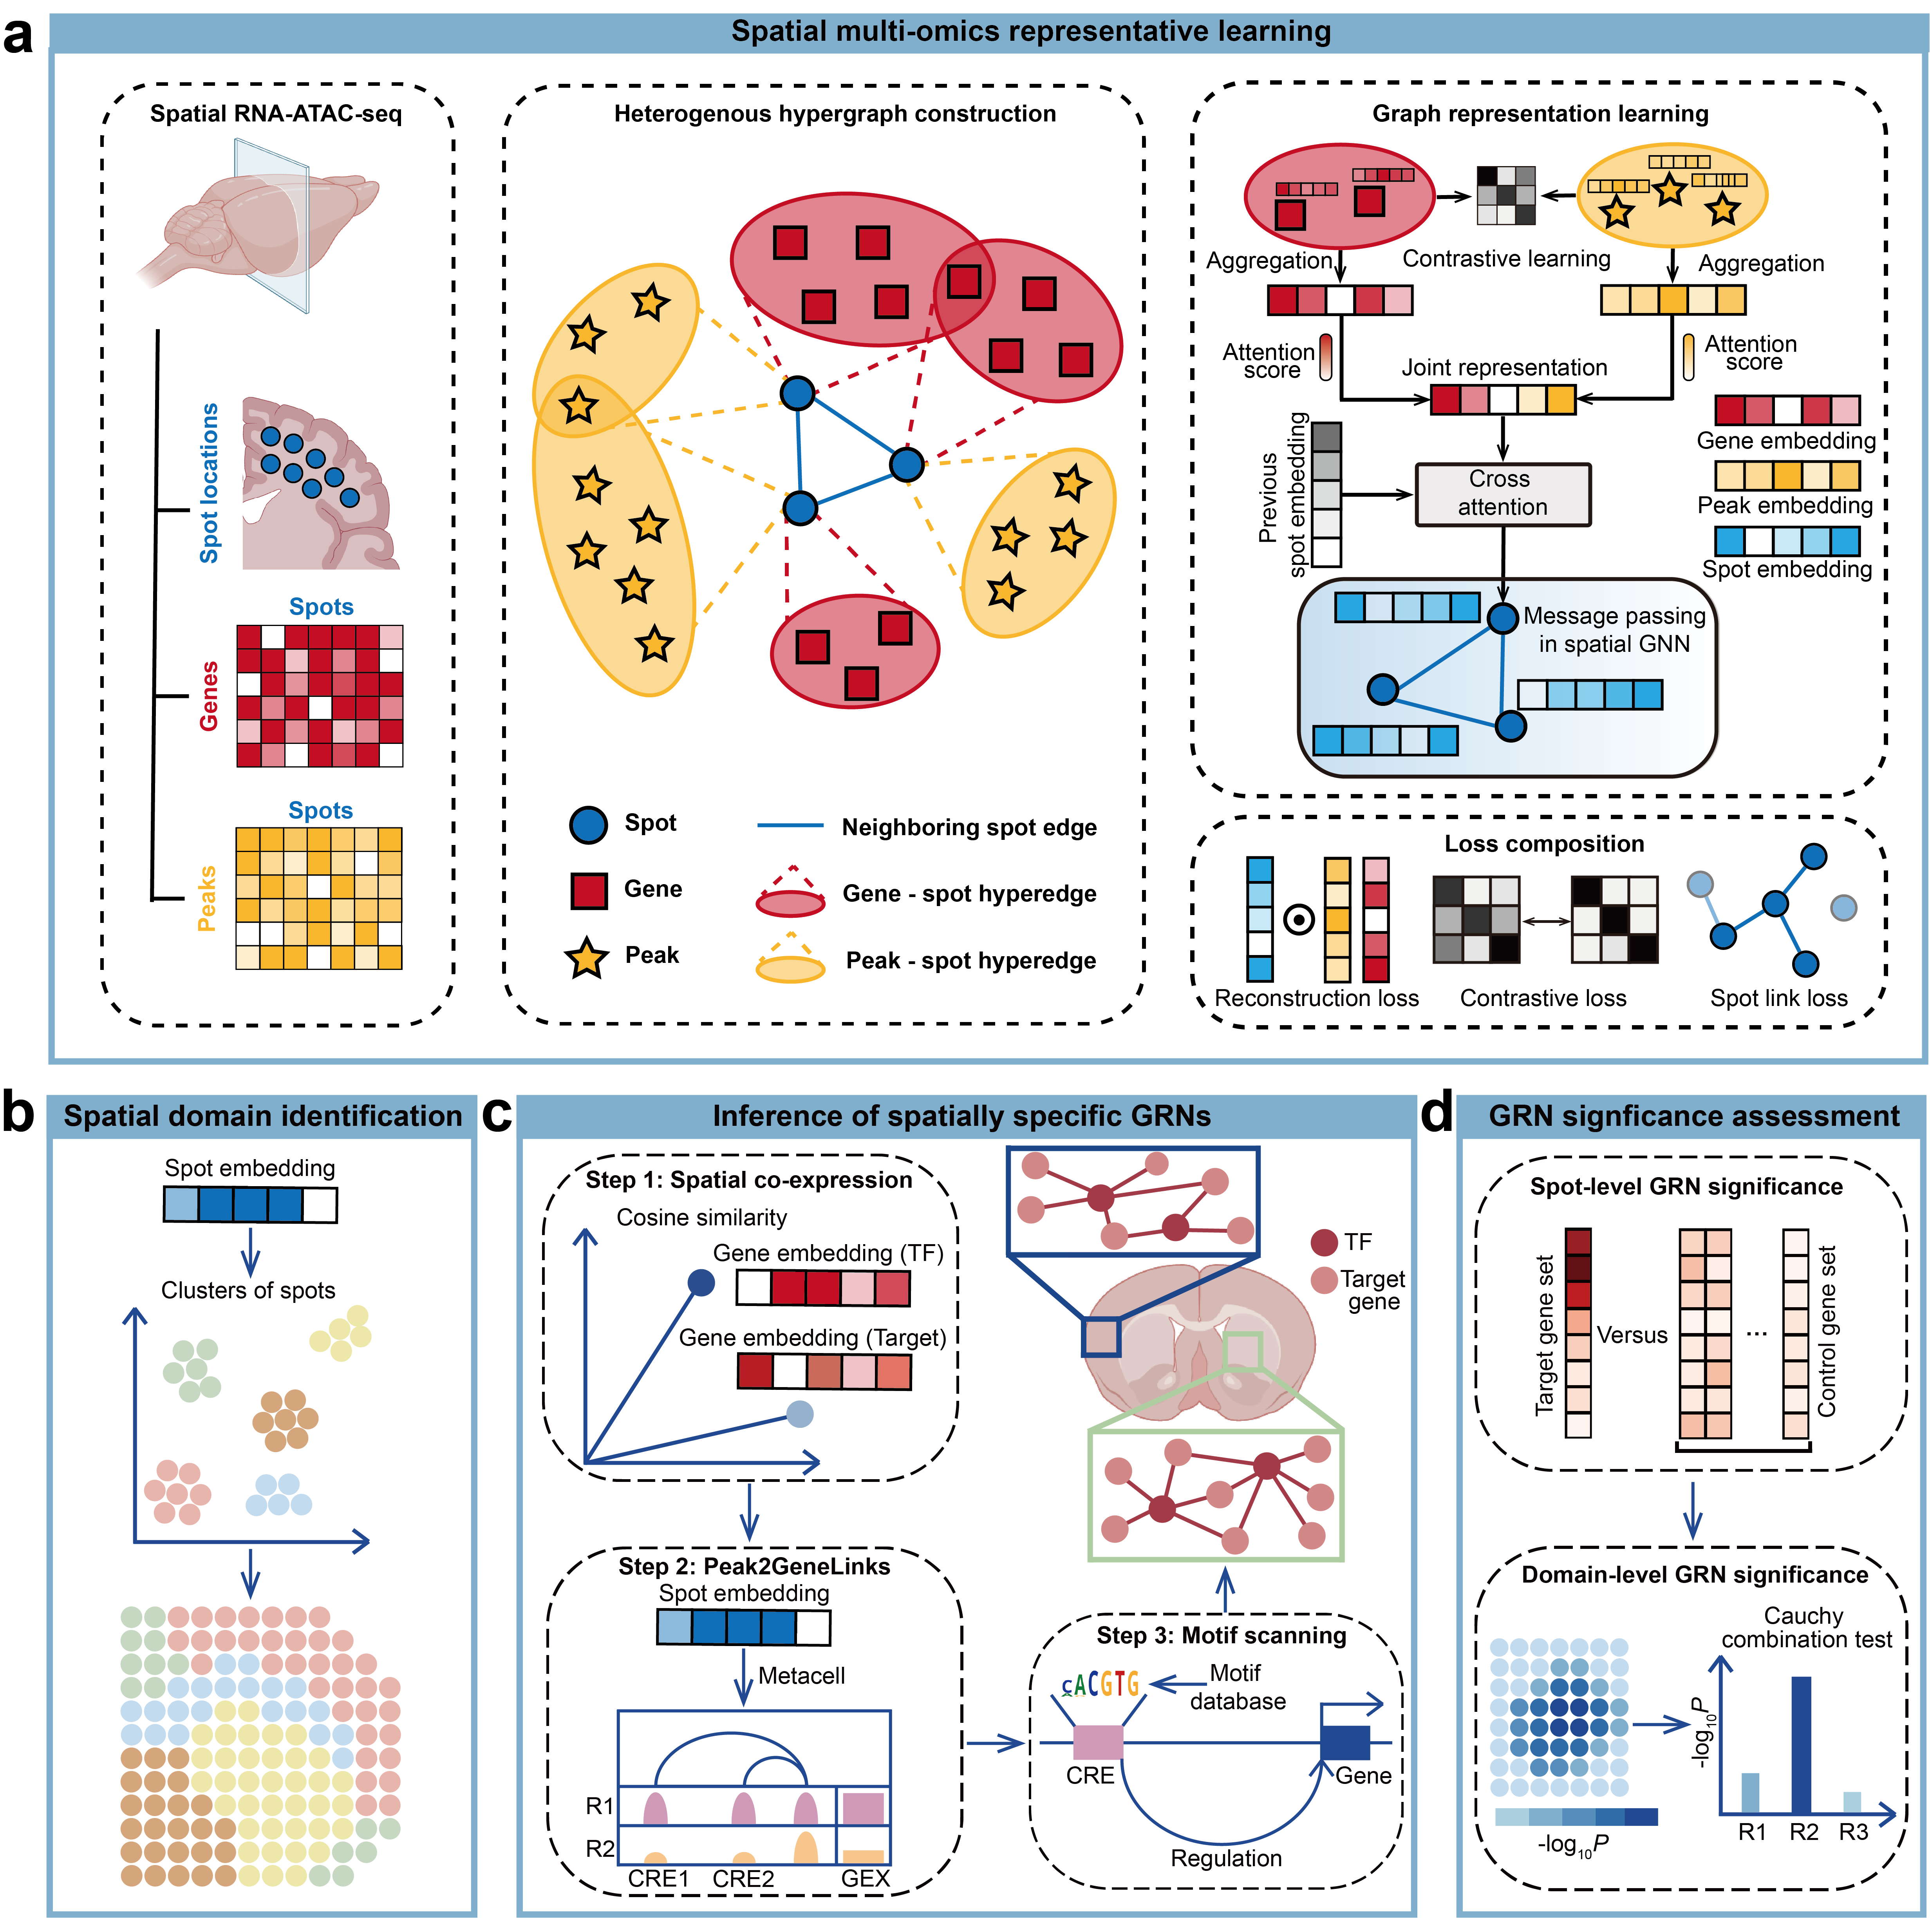 a
Spatial multi-omics representative learning
Spatial RNA-ATAC-seq
Spot locations
Spots
Genes
Spots
Peaks
Heterogenous hypergraph construction
Spot
Gene
Peak
Neighboring spot edge
Gene - spot hyperedge
Peak - spot hyperedge
Graph representation learning
Aggregation
Contrastive learning
Aggregation
Attention
score
Attention
score
Joint representation
Previous
spot embedding
Cross
attention
Gene embedding
Peak embedding
Spot embedding
Message passing
in spatial GNN
Loss composition
Reconstruction loss
Contrastive loss
Spot link loss
b
Spatial domain identification
Spot embedding
Clusters of spots
c
Inference of spatially specific GRNs
Step 1: Spatial co-expression
Cosine similarity
Gene embedding (TF)
Gene embedding (Target)
TF
Target
gene
Step 2: Peak2GeneLinks
Spot embedding
Metacell
R1
R2
CRE1
CRE2
GEX
Step 3: Motif scanning
CACGTG
Motif
database
CRE
Gene
Regulation
d
GRN signficance assessment
Spot-level GRN significance
Target gene set
Versus
...
Control gene set
Domain-level GRN significance
Cauchy
combination test
-log10P
-log10P
R1
R2
R3